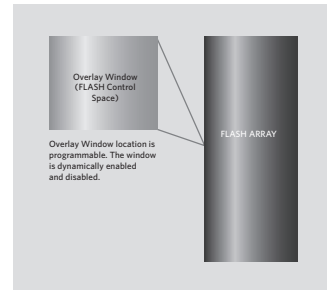 Overlay Window
(FLASH Control
Space)
Overlay Window location is
programmable. The window
is dynamically enabled
and disabled.
FLASH ARRAY